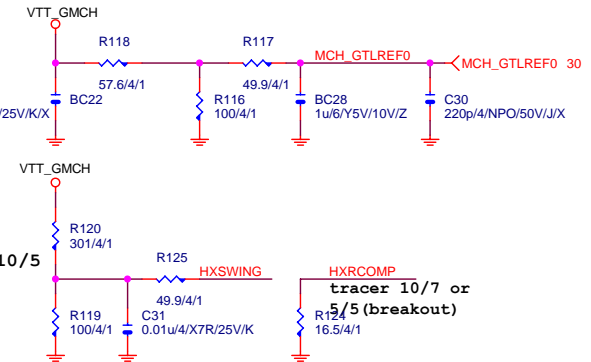 VTT_GMCH
R118
R117
MCH_GTLREF0
MCH_GTLREF0 30
57.6/4/1
49.9/4/1
BC22
/25V/K/X
R116
100/4/1
BC28
1u/6/Y5V/10V/Z
C30
220p/4/NPO/50V/J/X
VTT_GMCH
R120
301/4/1
10/5
R125
HXSWING
HXRCOMP
49.9/4/1
tracer 10/7 or
5/5(breakout)
R119
100/4/1
C31
0.01u/4/X7R/25V/K
R124
16.5/4/1